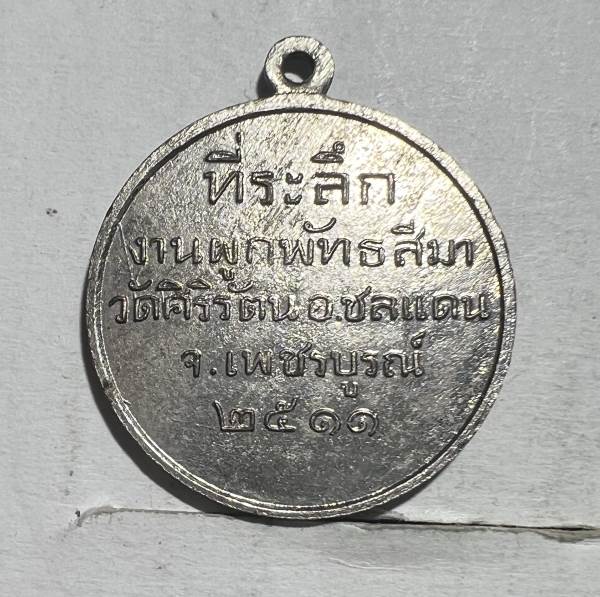 ที่ระลึก
งานผูกพัทธสีมา
วัดศิริรัตน อ.ชลแดน
จ.เพชรบูรณ์
๒๕๑๑